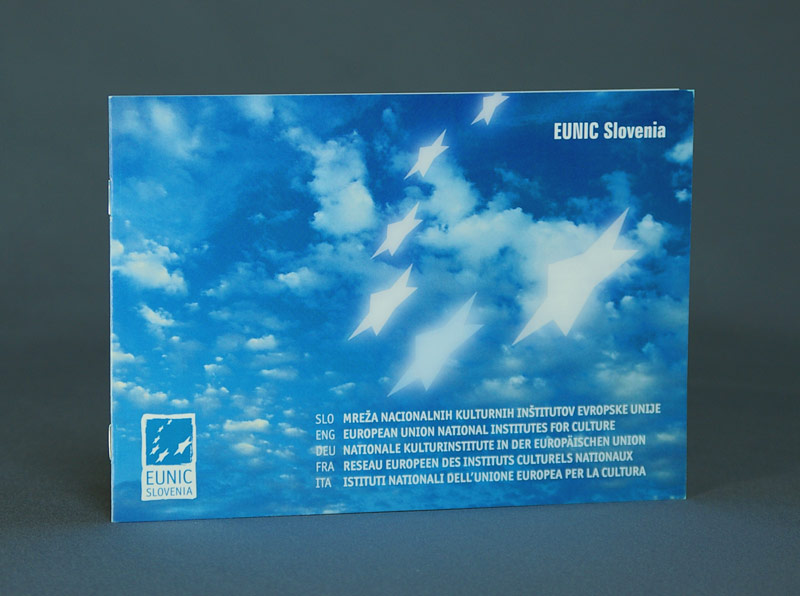 EUNIC Slovenia
SLO MREŽA NACIONALNIH KULTURNIH INŠTITUTOV EVROPSKE UNIJE
ENG EUROPEAN UNION NATIONAL INSTITUTES FOR CULTURE
DEU NATIONALE KULTURINSTITUTE IN DER EUROPÄISCHEN UNION
FRA RESEAU EUROPEEN DES INSTITUTS CULTURELS NATIONAUX
ITA ISTITUTI NATIONALI DELL'UNIONE EUROPEA PER LA CULTURA
EUNIC
SLOVENIA